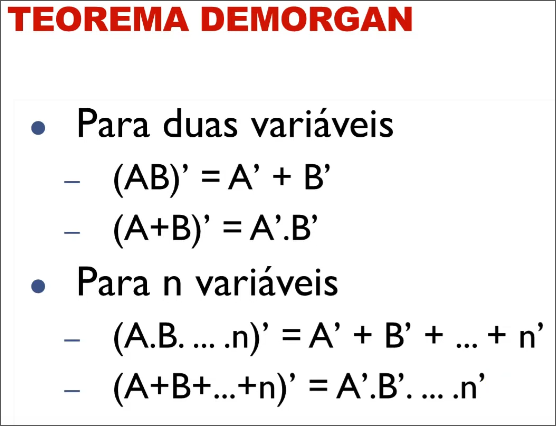 TEOREMA DEMORGAN
• Para duas variáveis
– (AB)’ = A’ + B’
– (A+B)’ = A’.B’
• Para n variáveis
– (A.B. ... .n)’ = A’ + B’ + ... + n’
– (A+B+...+n)’ = A’.B’. ... .n’